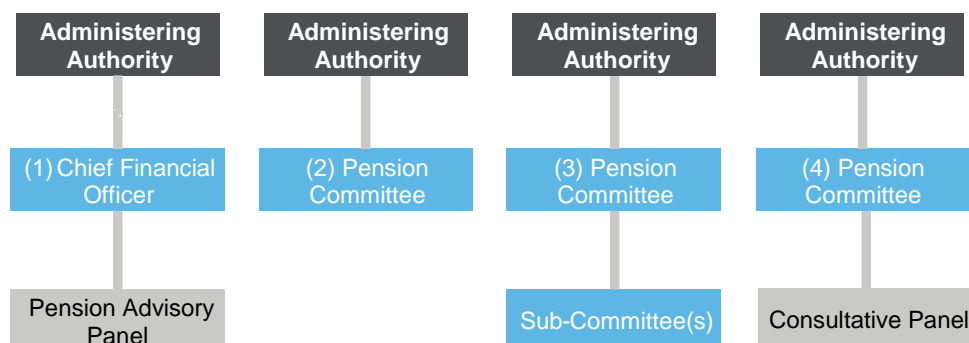 Administering
Authority
Administering
Authority
Administering
Authority
Administering
Authority
(1) Chief Financial
Officer
(2) Pension
Committee
(3) Pension
Committee
(4) Pension
Committee
Pension Advisory
Panel
Sub-Committee(s)
Consultative Panel